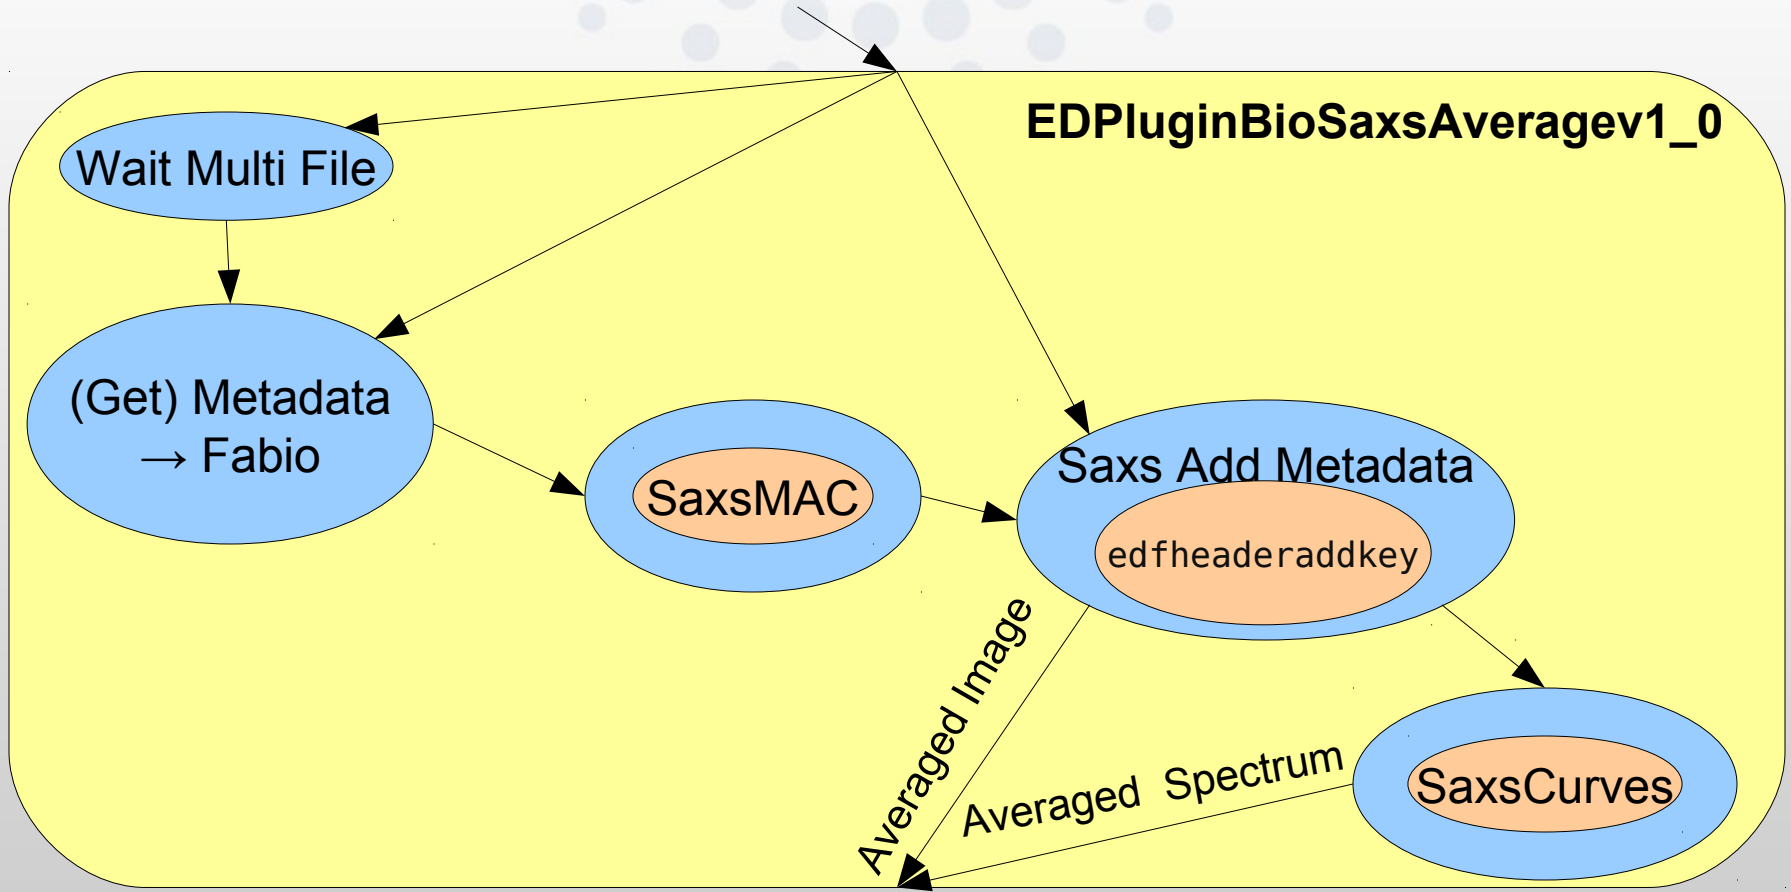 EDPluginBioSaxsAveragev1_0
Wait Multi File
(Get) Metadata
→ Fabio
SaxsMAC
Saxs Add Metadata
edfheaderaddkey
Averaged Image
Averaged Spectrum
SaxsCurves